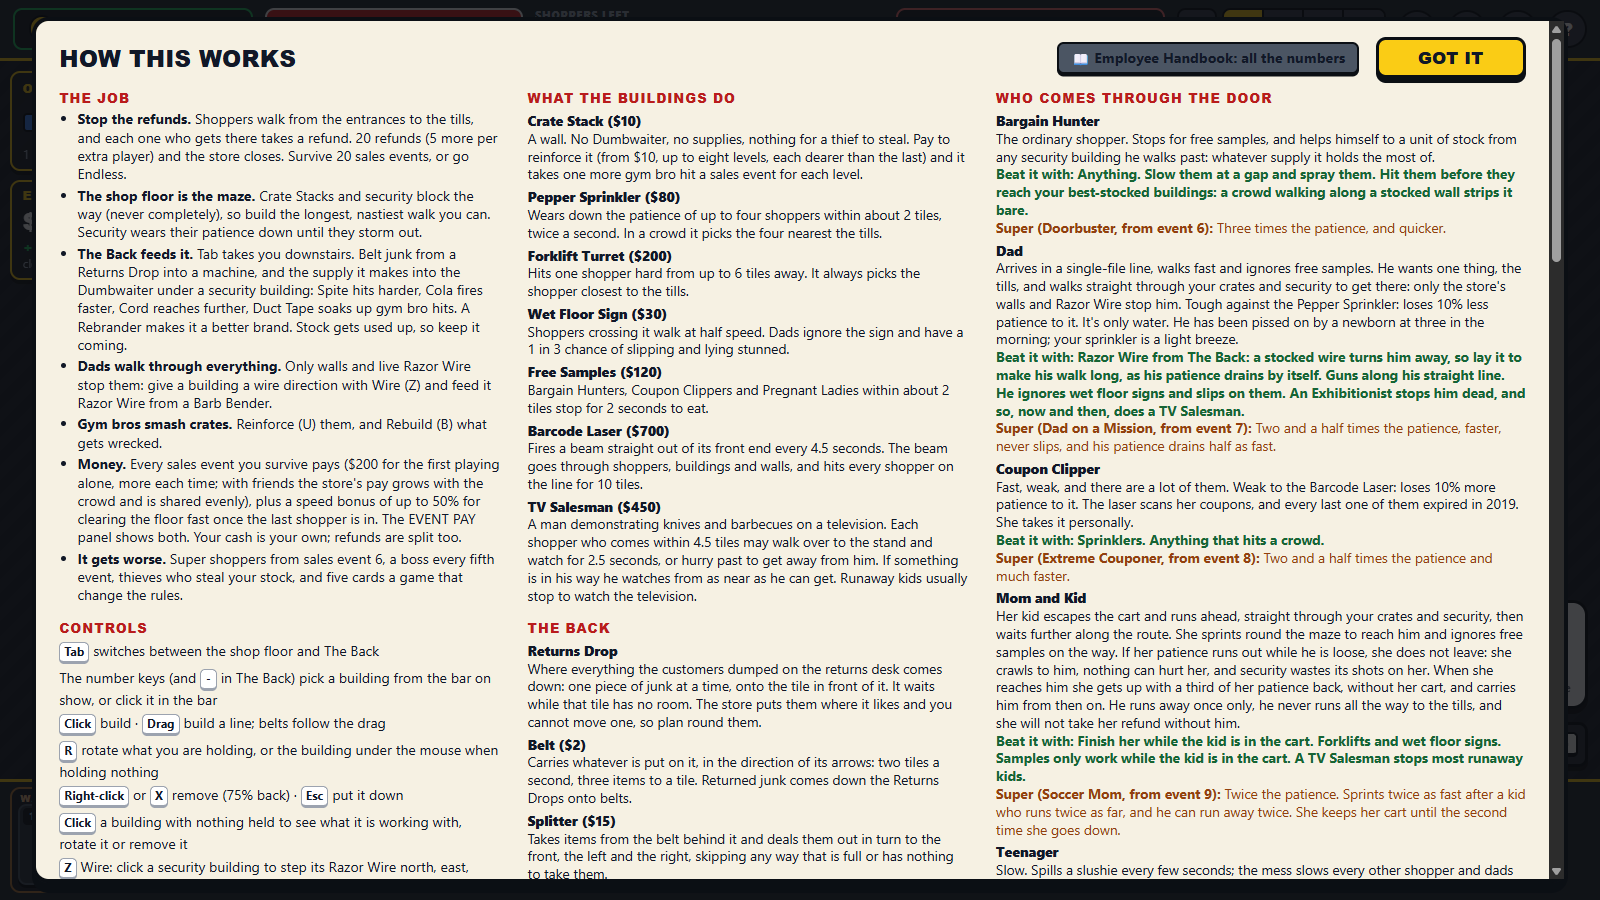 SHOPPERS LEFT
HOW THIS WORKS
Employee Handbook: all the numbers
GOT IT
THE JOB
• Stop the refunds. Shoppers walk from the entrances to the tills,
and each one who gets there takes a refund. 20 refunds (5 more per
extra player) and the store closes. Survive 20 sales events, or go
Endless.
• The shop floor is the maze. Crate Stacks and security block the
way (never completely), so build the longest, nastiest walk you can.
Security wears their patience down until they storm out.
• The Back feeds it. Tab takes you downstairs. Belt junk from a
Returns Drop into a machine, and the supply it makes into the
Dumbwaiter under a security building: Spite hits harder, Cola fires
faster, Cord reaches further, Duct Tape soaks up gym bro hits. A
Rebrander makes it a better brand. Stock gets used up, so keep it
coming.
• Dads walk through everything. Only walls and live Razor Wire
stop them: give a building a wire direction with Wire (Z) and feed it
Razor Wire from a Barb Bender.
• Gym bros smash crates. Reinforce (U) them, and Rebuild (B) what
gets wrecked.
• Money. Every sales event you survive pays ($200 for the first playing
alone, more each time; with friends the store's pay grows with the
crowd and is shared evenly), plus a speed bonus of up to 50% for
clearing the floor fast once the last shopper is in. The EVENT PAY
panel shows both. Your cash is your own; refunds are split too.
• It gets worse. Super shoppers from sales event 6, a boss every fifth
event, thieves who steal your stock, and five cards a game that
change the rules.
CONTROLS
Tab switches between the shop floor and The Back
The number keys (and - in The Back) pick a building from the bar on
show, or click it in the bar
Click build · Drag build a line; belts follow the drag
R rotate what you are holding, or the building under the mouse when
holding nothing
Right-click or X remove (75% back) · Esc put it down
Click a building with nothing held to see what it is working with,
rotate it or remove it
Z Wire: click a security building to step its Razor Wire north, east,
WHAT THE BUILDINGS DO
Crate Stack ($10)
A wall. No Dumbwaiter, no supplies, nothing for a thief to steal. Pay to
reinforce it (from $10, up to eight levels, each dearer than the last) and it
takes one more gym bro hit a sales event for each level.
Pepper Sprinkler ($80)
Wears down the patience of up to four shoppers within about 2 tiles,
twice a second. In a crowd it picks the four nearest the tills.
Forklift Turret ($200)
Hits one shopper hard from up to 6 tiles away. It always picks the
shopper closest to the tills.
Wet Floor Sign ($30)
Shoppers crossing it walk at half speed. Dads ignore the sign and have a
1 in 3 chance of slipping and lying stunned.
Free Samples ($120)
Bargain Hunters, Coupon Clippers and Pregnant Ladies within about 2
tiles stop for 2 seconds to eat.
Barcode Laser ($700)
Fires a beam straight out of its front end every 4.5 seconds. The beam
goes through shoppers, buildings and walls, and hits every shopper on
the line for 10 tiles.
TV Salesman ($450)
A man demonstrating knives and barbecues on a television. Each
shopper who comes within 4.5 tiles may walk over to the stand and
watch for 2.5 seconds, or hurry past to get away from him. If something
is in his way he watches from as near as he can get. Runaway kids usually
stop to watch the television.
THE BACK
Returns Drop
Where everything the customers dumped on the returns desk comes
down: one piece of junk at a time, onto the tile in front of it. It waits
while that tile has no room. The store puts them where it likes and you
cannot move one, so plan round them.
Belt ($2)
Carries whatever is put on it, in the direction of its arrows: two tiles a
second, three items to a tile. Returned junk comes down the Returns
Drops onto belts.
Splitter ($15)
Takes items from the belt behind it and deals them out in turn to the
front, the left and the right, skipping any way that is full or has nothing
to take them.
WHO COMES THROUGH THE DOOR
Bargain Hunter
The ordinary shopper. Stops for free samples, and helps himself to a unit of stock from
any security building he walks past: whatever supply it holds the most of.
Beat it with: Anything. Slow them at a gap and spray them. Hit them before they
reach your best-stocked buildings: a crowd walking along a stocked wall strips it
bare.
Super (Doorbuster, from event 6): Three times the patience, and quicker.
Dad
Arrives in a single-file line, walks fast and ignores free samples. He wants one thing, the
tills, and walks straight through your crates and security to get there: only the store's
walls and Razor Wire stop him. Tough against the Pepper Sprinkler: loses 10% less
patience to it. It's only water. He has been pissed on by a newborn at three in the
morning; your sprinkler is a light breeze.
Beat it with: Razor Wire from The Back: a stocked wire turns him away, so lay it to
make his walk long, as his patience drains by itself. Guns along his straight line.
He ignores wet floor signs and slips on them. An Exhibitionist stops him dead, and
so, now and then, does a TV Salesman.
Super (Dad on a Mission, from event 7): Two and a half times the patience, faster,
never slips, and his patience drains half as fast.
Coupon Clipper
Fast, weak, and there are a lot of them. Weak to the Barcode Laser: loses 10% more
patience to it. The laser scans her coupons, and every last one of them expired in 2019.
She takes it personally.
Beat it with: Sprinklers. Anything that hits a crowd.
Super (Extreme Couponer, from event 8): Two and a half times the patience and
much faster.
Mom and Kid
Her kid escapes the cart and runs ahead, straight through your crates and security, then
waits further along the route. She sprints round the maze to reach him and ignores free
samples on the way. If her patience runs out while he is loose, she does not leave: she
crawls to him, nothing can hurt her, and security wastes its shots on her. When she
reaches him she gets up with a third of her patience back, without her cart, and carries
him from then on. He runs away once only, he never runs all the way to the tills, and
she will not take her refund without him.
Beat it with: Finish her while the kid is in the cart. Forklifts and wet floor signs.
Samples only work while the kid is in the cart. A TV Salesman stops most runaway
kids.
Super (Soccer Mom, from event 9): Twice the patience. Sprints twice as fast after a kid
who runs twice as far, and he can run away twice. She keeps her cart until the second
time she goes down.
Teenager
Slow. Spills a slushie every few seconds; the mess slows every other shopper and dads